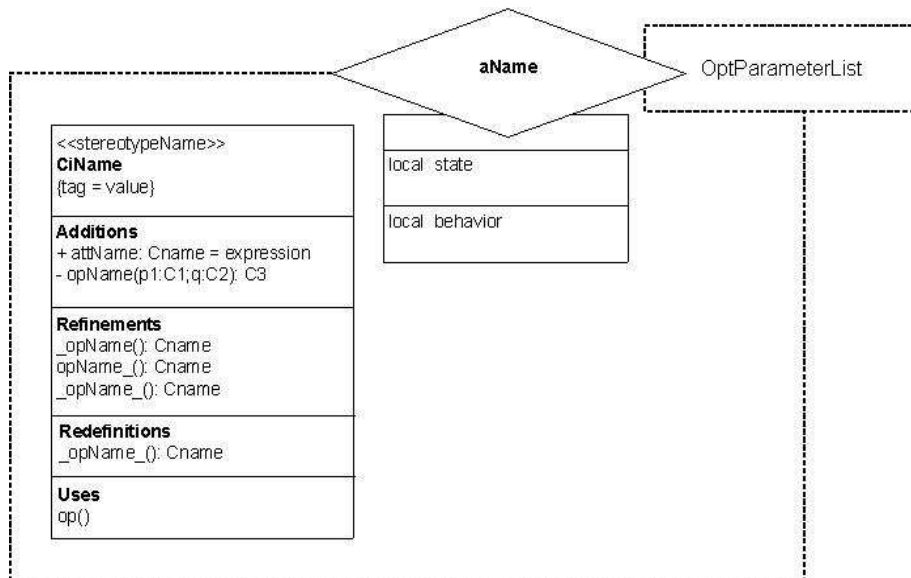 aName
OptParameterList
<<stereotypeName>>
CiName
{tag = value}
Additions
+ attName: Cname = expression
- opName(p1:C1;q:C2): C3
Refinements
_opName(): Cname
opName_(): Cname
_opName_(): Cname
Redefinitions
_opName_(): Cname
Uses
op()
local state
local behavior